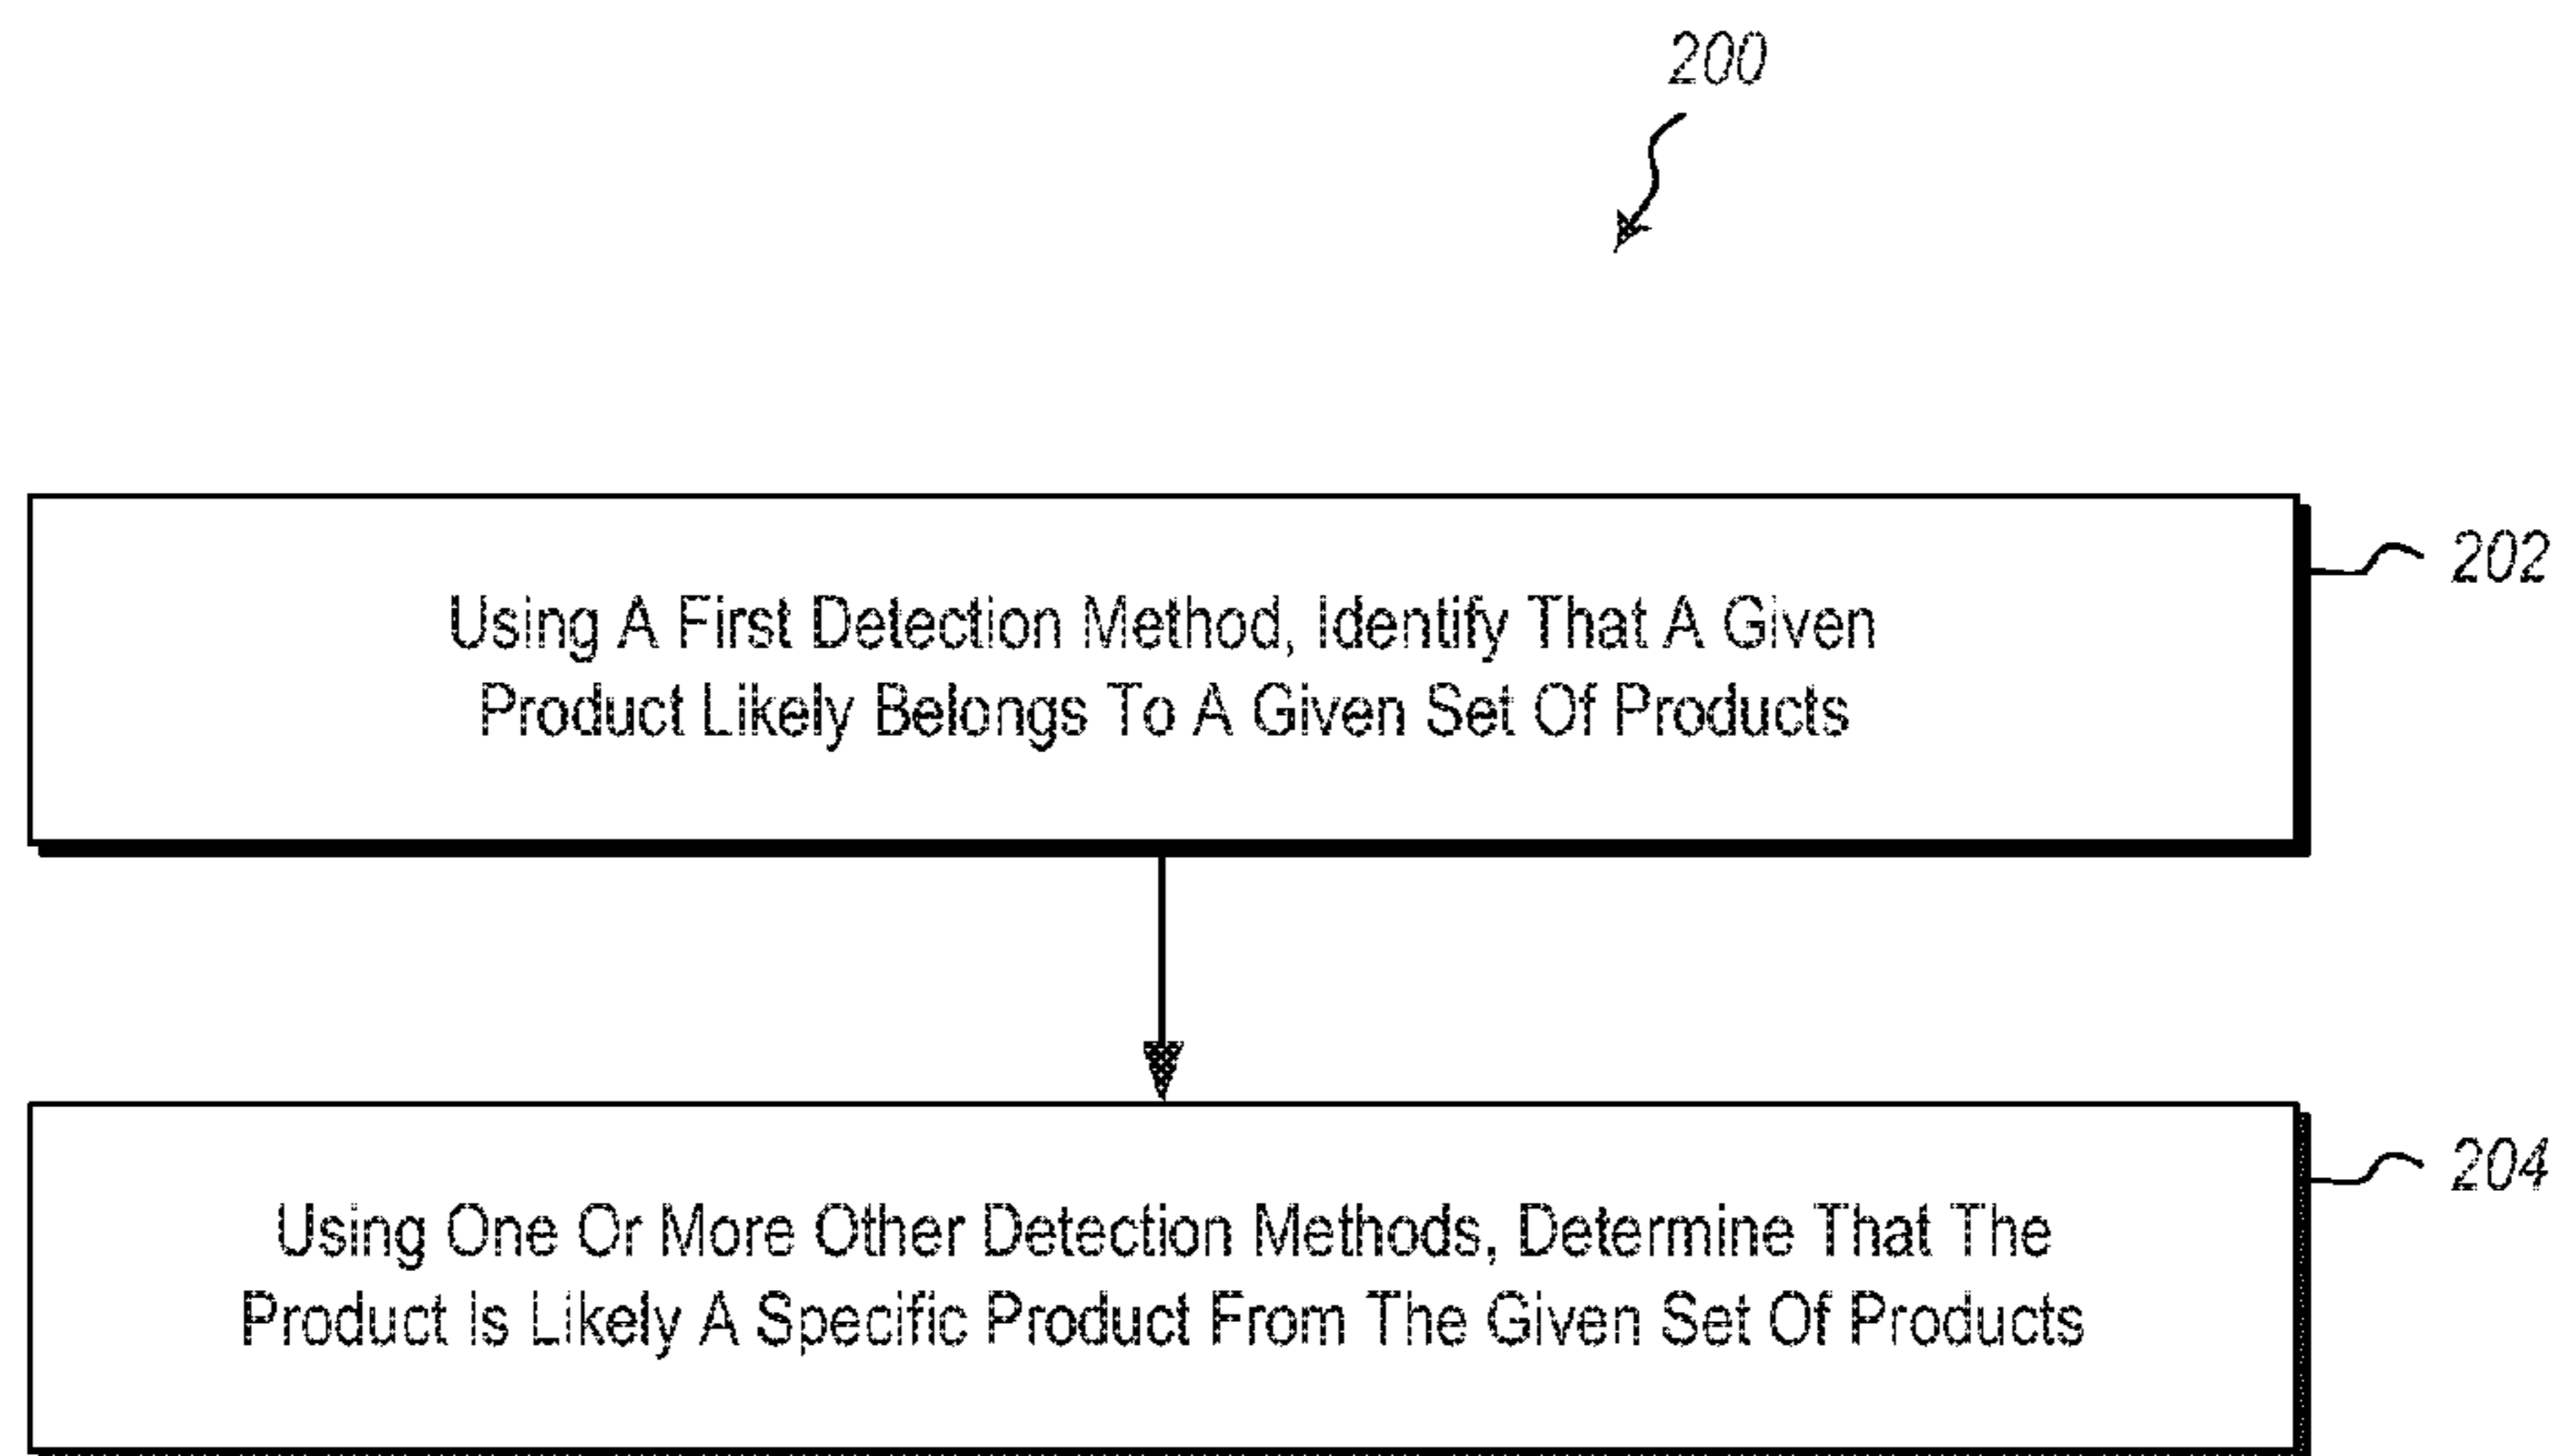 200
Using A First Detection Method, Identify That A Given
Product Likely Belongs To A Given Set Of Products
202
Using One Or More Other Detection Methods, Determine That The
Product Is Likely A Specific Product From The Given Set Of Products
204